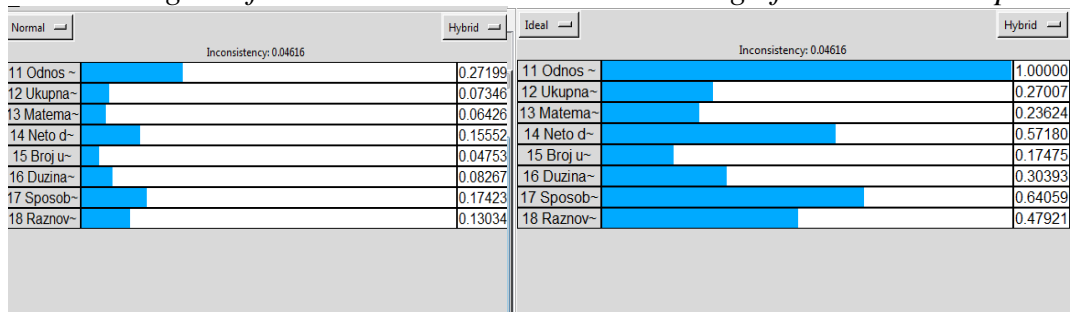 Normal Hybrid
Inconsistency: 0.04616
11 Odnos ~ 0.27199
12 Ukupna~ 0.07346
13 Matema~ 0.06426
14 Neto d~ 0.15552
15 Broj u~ 0.04753
16 Duzina~ 0.08267
17 Sposob~ 0.17423
18 Raznov~ 0.13034
Ideal Hybrid
Inconsistency: 0.04616
11 Odnos ~ 1.00000
12 Ukupna~ 0.27007
13 Matema~ 0.23624
14 Neto d~ 0.57180
15 Broj u~ 0.17475
16 Duzina~ 0.30393
17 Sposob~ 0.64059
18 Raznov~ 0.47921